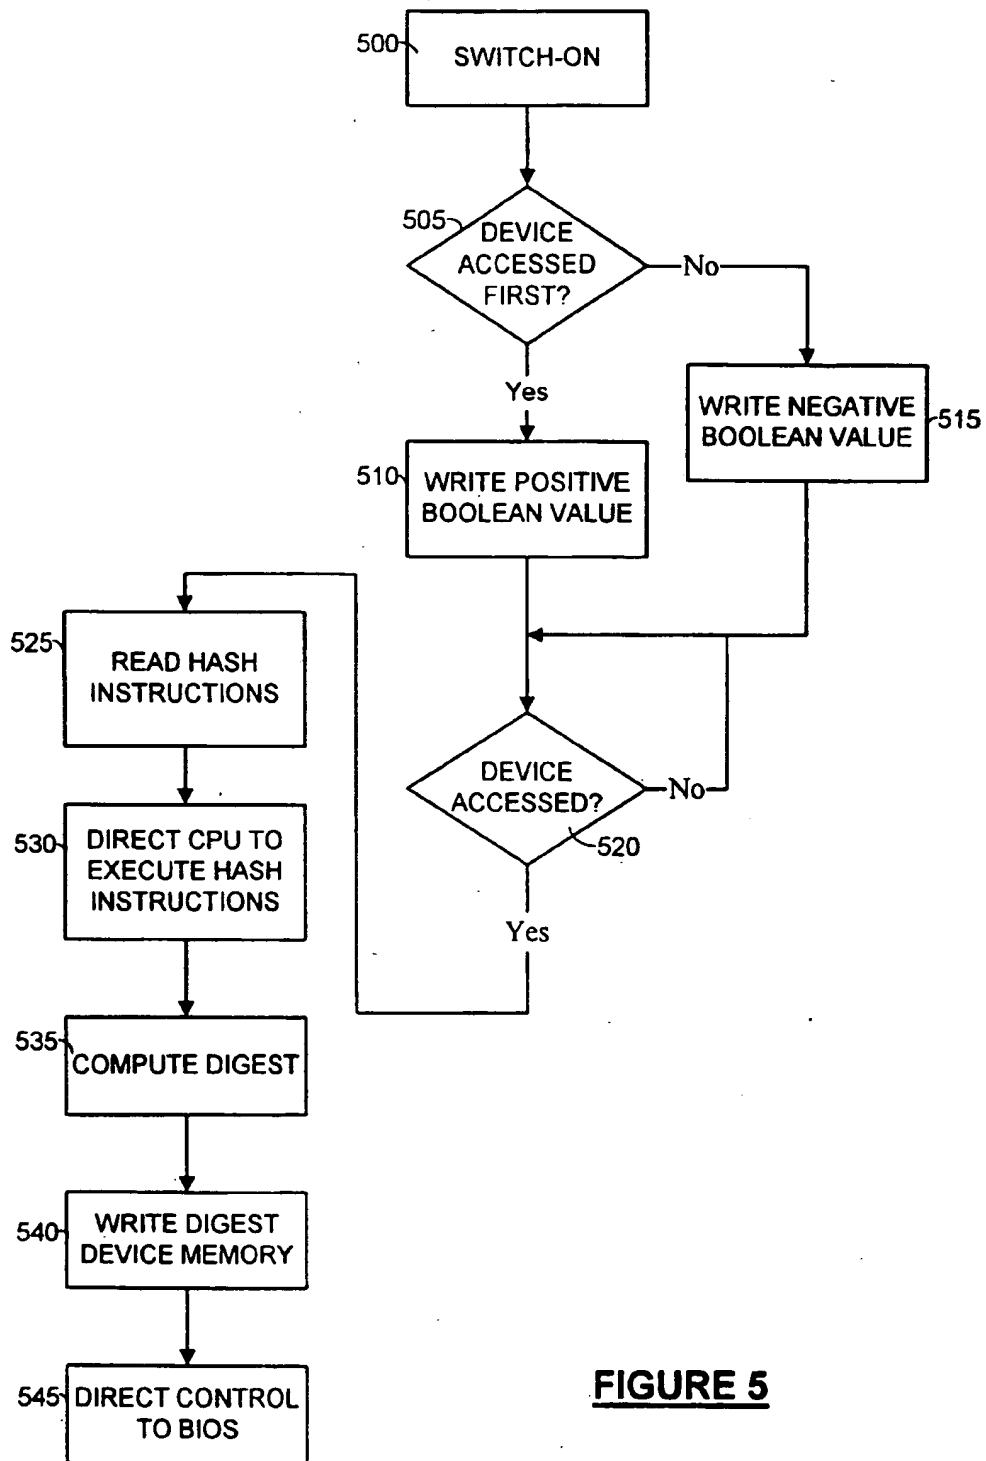 500
SWITCH-ON
505
DEVICE
ACCESSED
FIRST?
No
Yes
WRITE NEGATIVE
BOOLEAN VALUE
515
510
WRITE POSITIVE
BOOLEAN VALUE
DEVICE
ACCESSED?
No
520
Yes
525
READ HASH
INSTRUCTIONS
530
DIRECT CPU TO
EXECUTE HASH
INSTRUCTIONS
535
COMPUTE DIGEST
540
WRITE DIGEST
DEVICE MEMORY
545
DIRECT CONTROL
TO BIOS
FIGURE 5